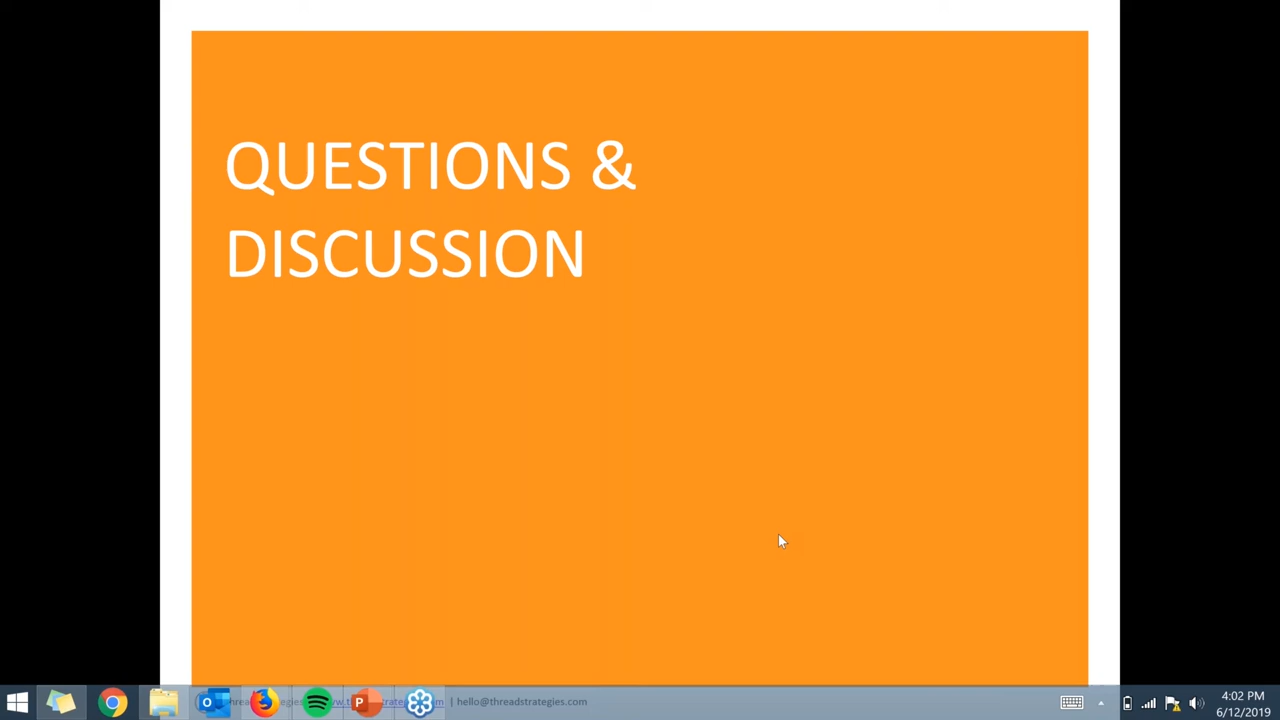 QUESTIONS &
DISCUSSION
| hello@threadstrategies.com
4:02 PM
6/12/2019